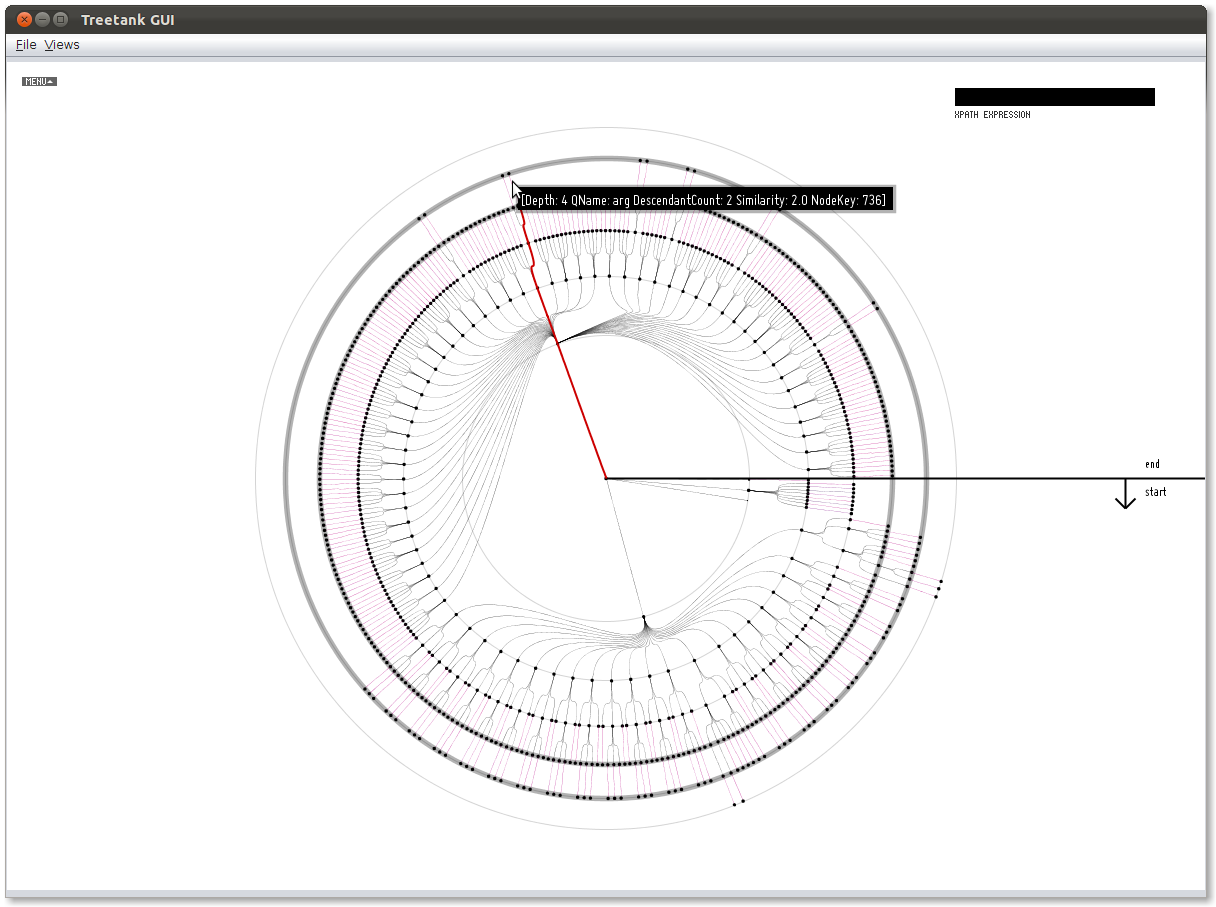 Treetank GUI
File Views
MENU
XPATH EXPRESSION
[Depth: 4 QName: arg DescendantCount: 2 Similarity: 2.0 NodeKey: 736]
end
start